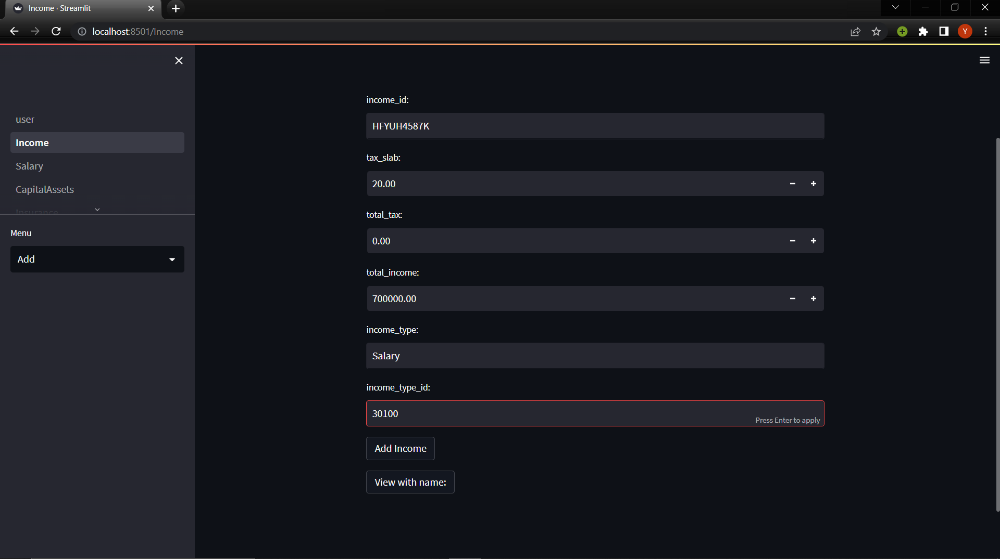 Income · Streamlit
localhost:8501/Income
Y
user
Income
Salary
CapitalAssets
Insurance
Menu
Add
income_id:
HFYUH4587K
tax_slab:
20.00
total_tax:
0.00
total_income:
700000.00
income_type:
Salary
income_type_id:
30100
Press Enter to apply
Add Income
View with name: